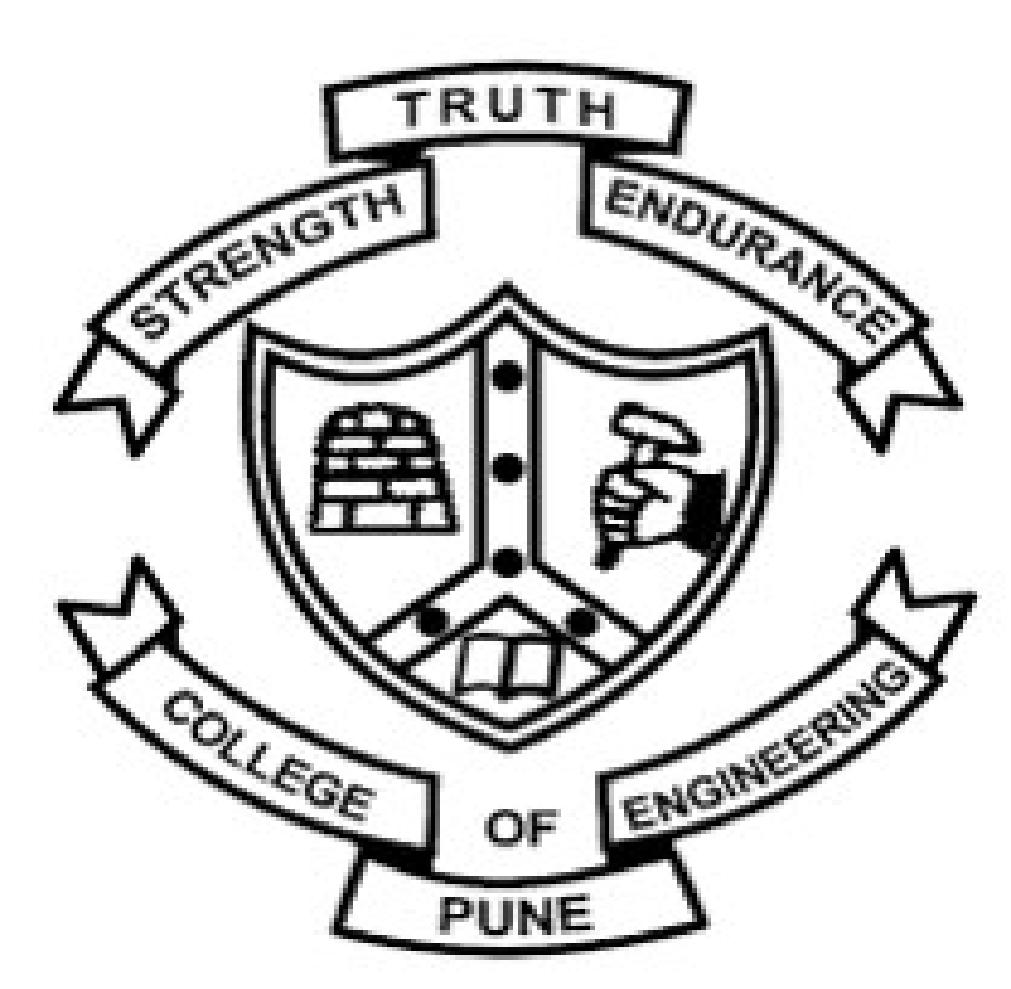 TRUTH
STRENGTH ENDURANCE
COLLEGE OF ENGINEERING
PUNE